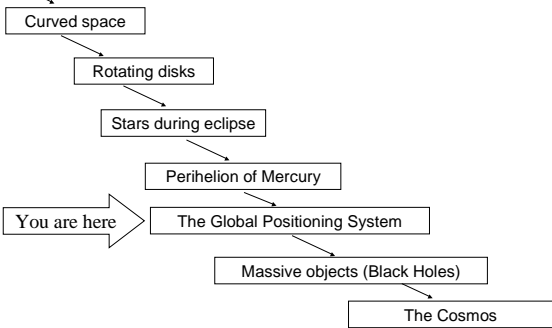 Curved space
Rotating disks
Stars during eclipse
Perihelion of Mercury
You are here
The Global Positioning System
Massive objects (Black Holes)
The Cosmos